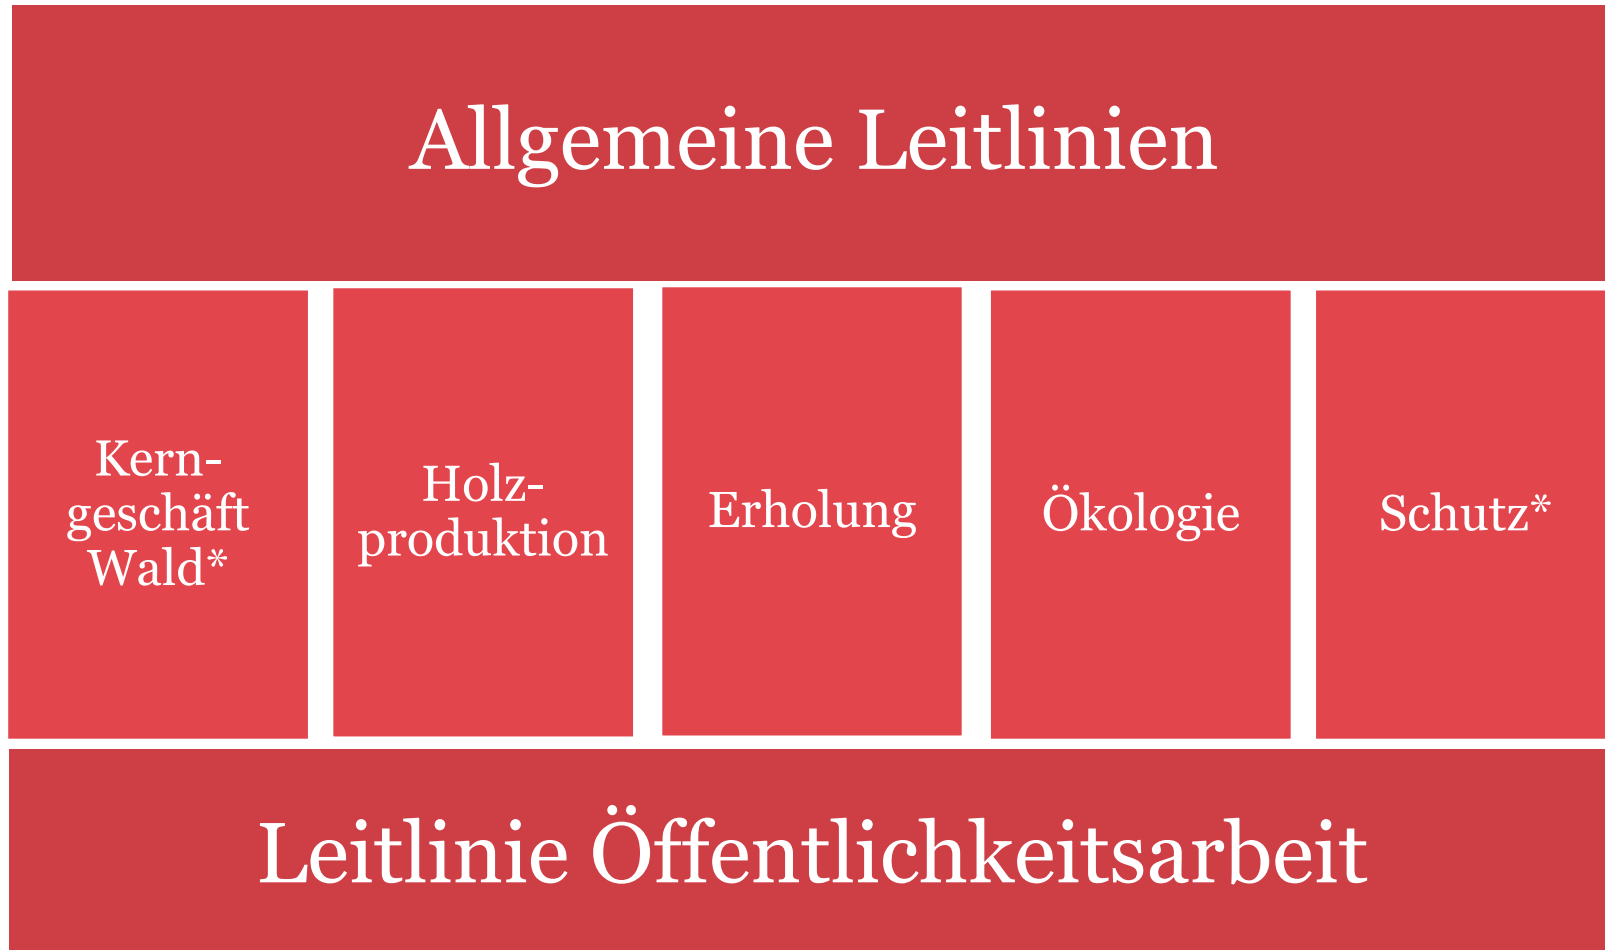 Allgemeine Leitlinien
Kern-
geschäft
Wald*
Holz-
produktion
Erholung
Ökologie
Schutz*
Leitlinie Öffentlichkeitsarbeit